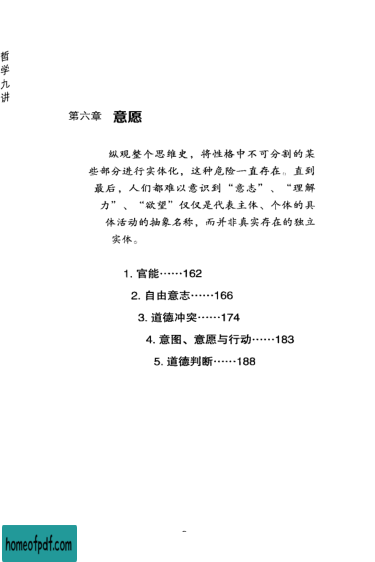 哲学九讲
第六章 意愿
纵观整个思维史，将性格中不可分割的某
些部分进行实体化，这种危险一直存在。直到
最后，人们都难以意识到“意志”、“理解
力”、“欲望”仅仅是代表主体、个体的具
体活动的抽象名称，而并非真实存在的独立
实体。
1. 官能……162
2. 自由意志……166
3. 道德冲突……174
4. 意图、意愿与行动……183
5. 道德判断……188
homeofpdf.com